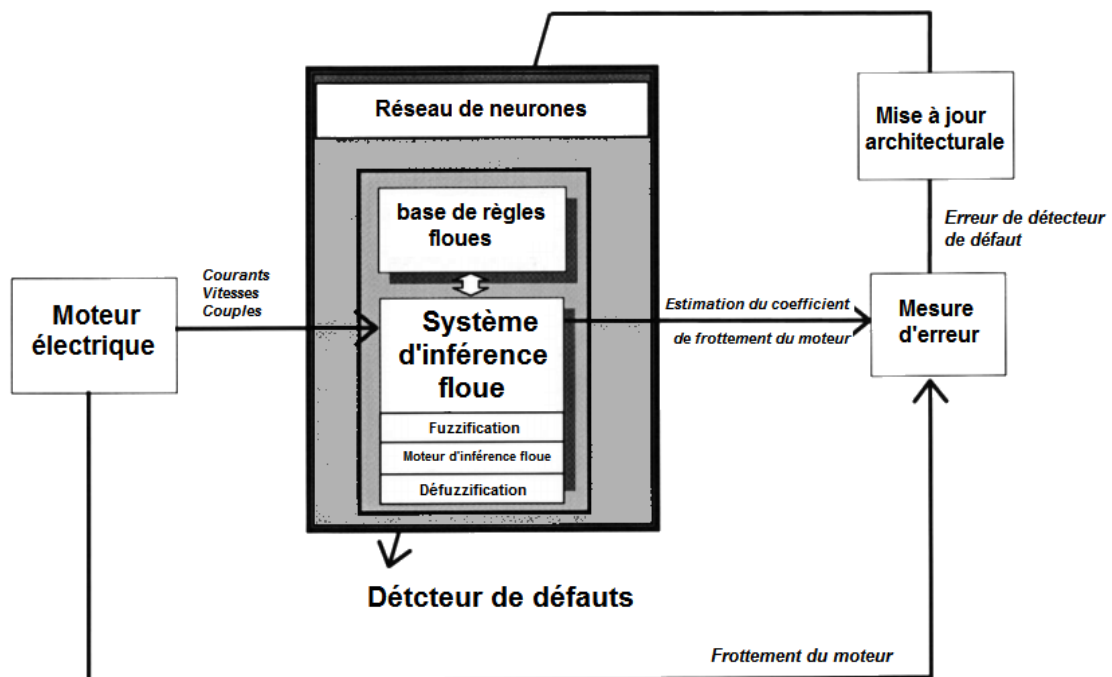 Réseau de neurones
Mise à jour
architecturale
base de règles
floues
Erreur de détecteur
de défaut
Courants
Vitesses
Couples
Moteur
électrique
Système
d'inférence
floue
Estimation du coefficient
de frottement du moteur
Mesure
d'erreur
Fuzzification
Moteur d'inférence floue
Défuzzification
Détcteur de défauts
Frottement du moteur